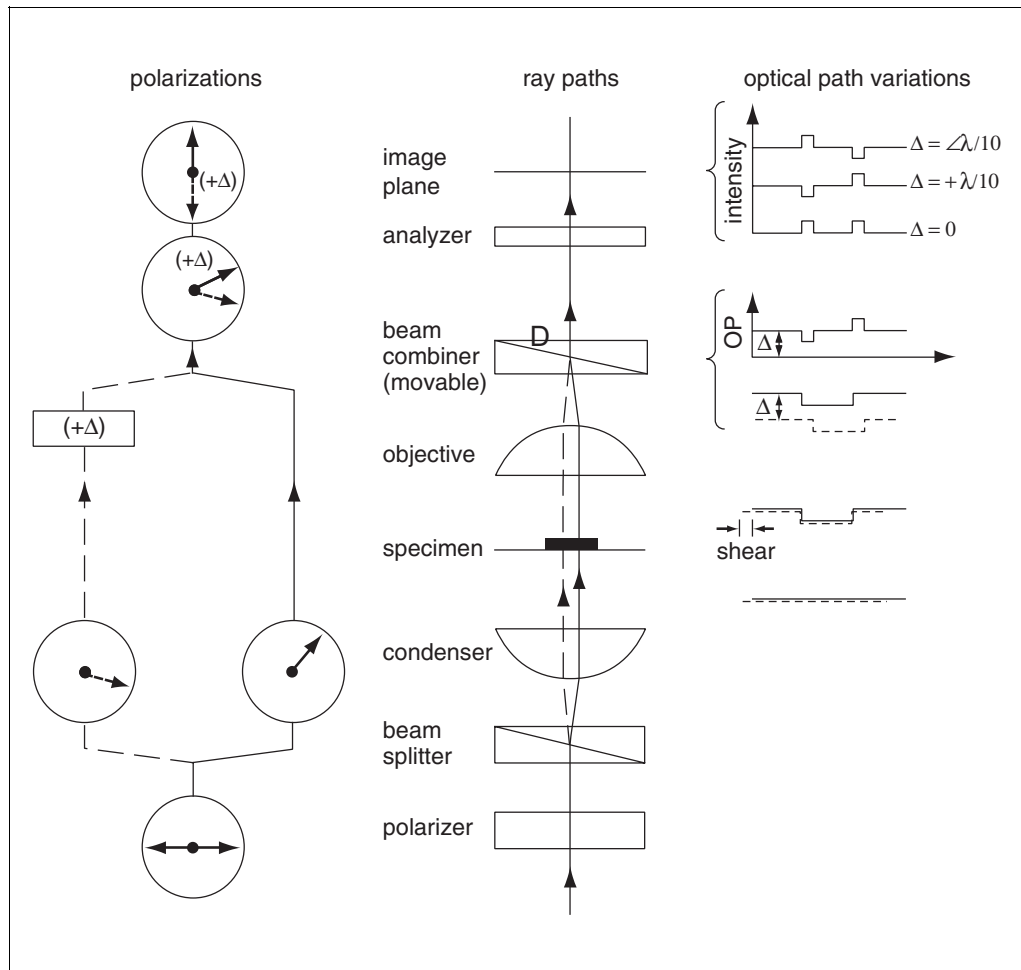 polarizations
ray paths
optical path variations
(+Δ)
(+Δ)
(+Δ)
image
plane
analyzer
D
beam
combiner
(movable)
objective
specimen
condenser
beam
splitter
polarizer
intensity
Δ = ∠λ/10
Δ = + λ/10
Δ = 0
OP
Δ
Δ
shear